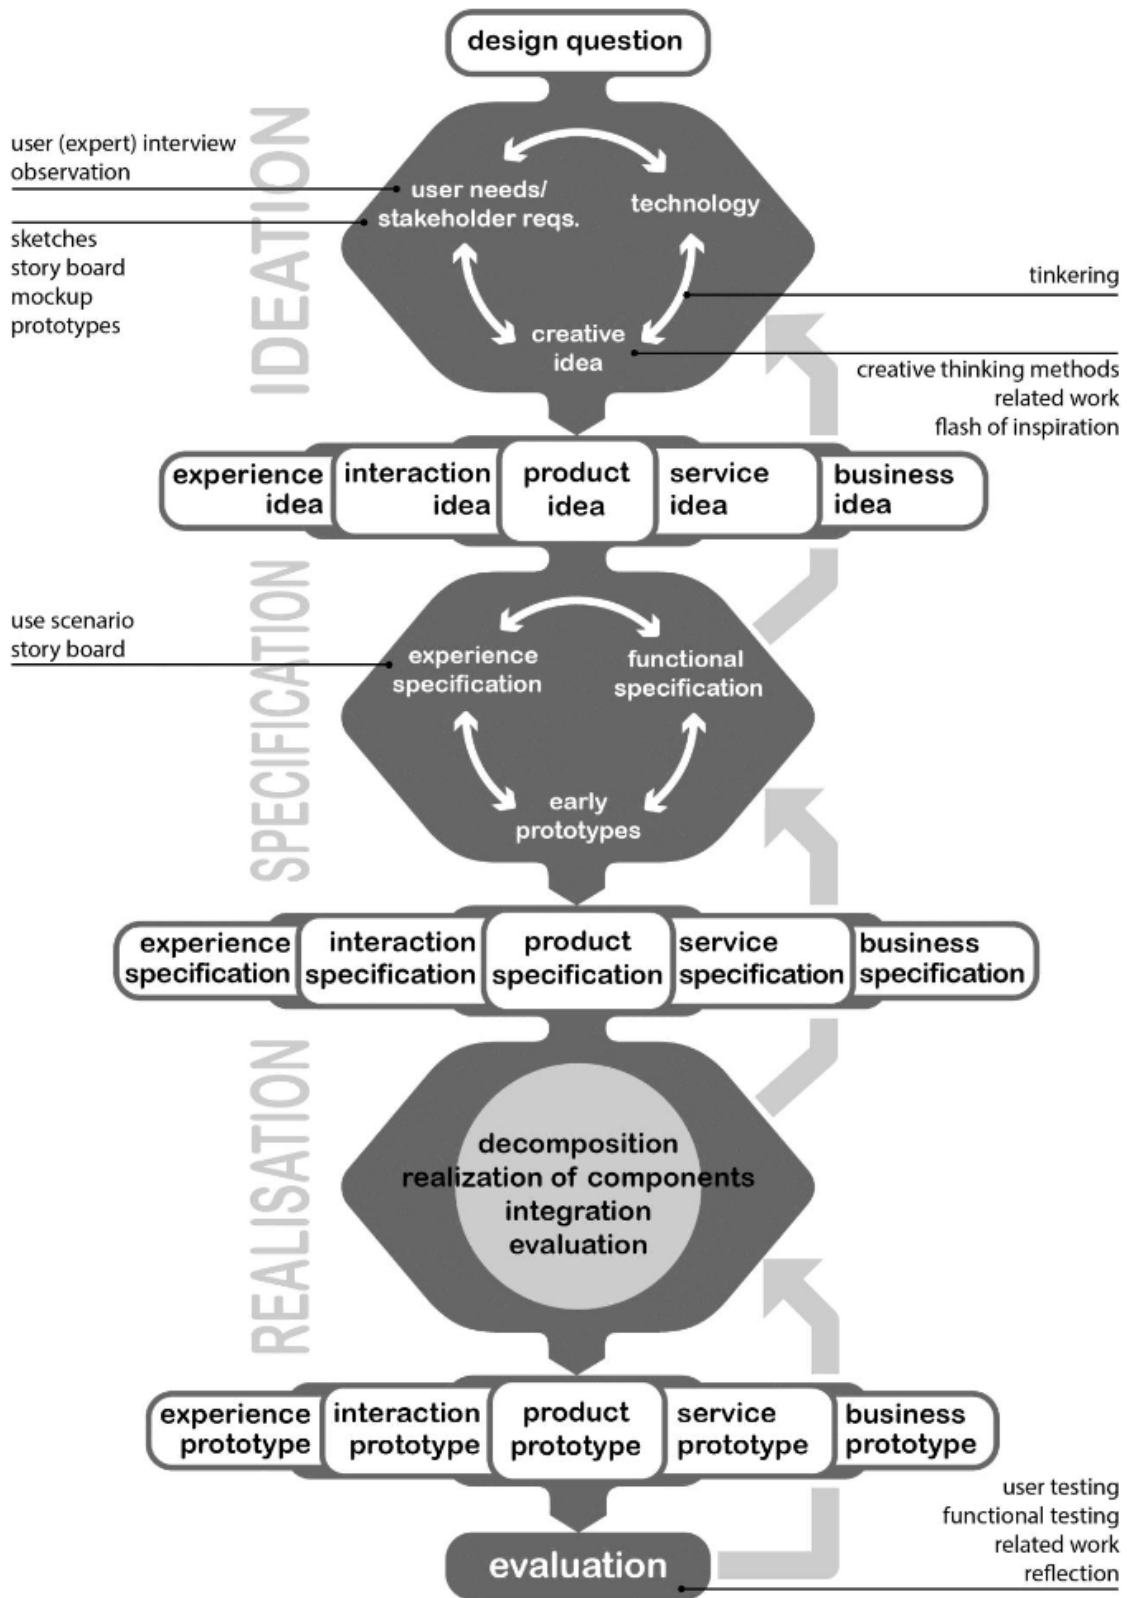 design question
IDEATION
user (expert) interview
observation
sketches
story board
mockup
prototypes
user needs/
stakeholder reqs.
technology
creative
idea
tinkering
creative thinking methods
related work
flash of inspiration
experience
idea
interaction
idea
product
idea
service
idea
business
idea
SPECIFICATION
use scenario
story board
experience
specification
functional
specification
early
prototypes
experience
specification
interaction
specification
product
specification
service
specification
business
specification
REALISATION
decomposition
realization of components
integration
evaluation
experience
prototype
interaction
prototype
product
prototype
service
prototype
business
prototype
user testing
functional testing
related work
reflection
evaluation